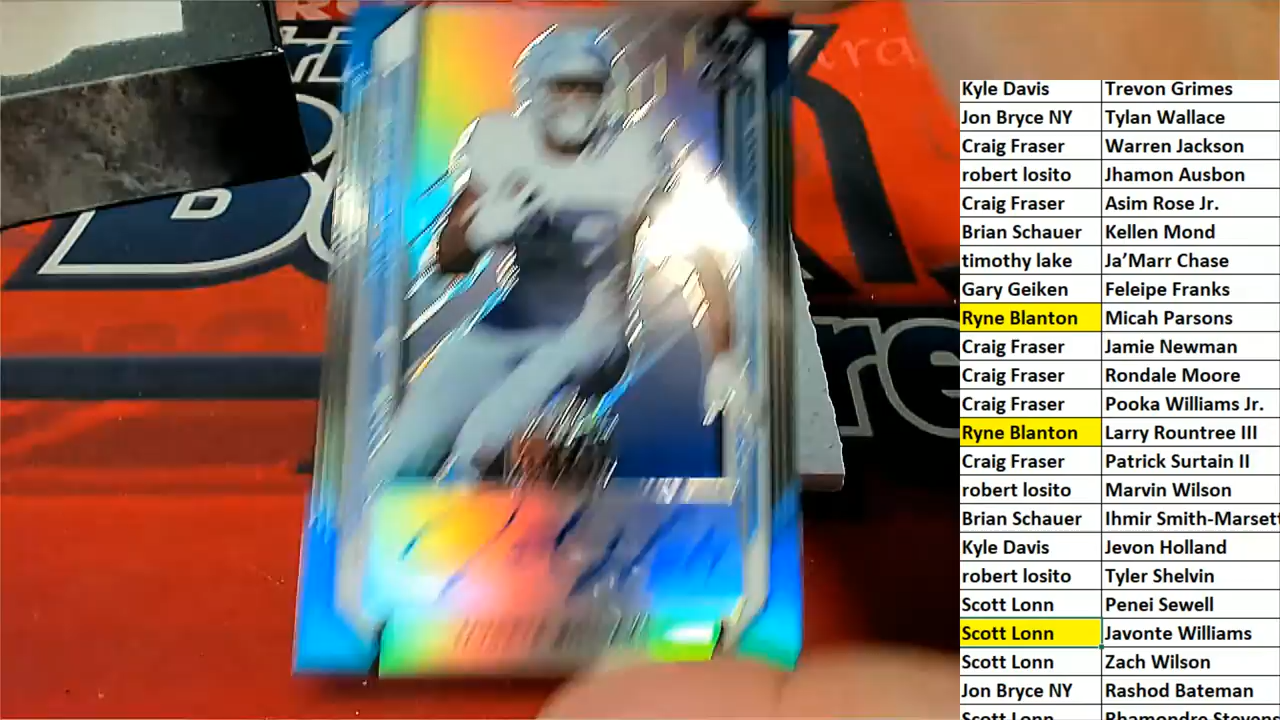 Kyle Davis Trevon Grimes
Jon Bryce NY Tylan Wallace
Craig Fraser Warren Jackson
robert losito Jhamon Ausbon
Craig Fraser Asim Rose Jr.
Brian Schauer Kellen Mond
timothy lake Ja’Marr Chase
Gary Geiken Feleipe Franks
Ryne Blanton Micah Parsons
Craig Fraser Jamie Newman
Craig Fraser Rondale Moore
Craig Fraser Pooka Williams Jr.
Ryne Blanton Larry Rountree III
Craig Fraser Patrick Surtain II
robert losito Marvin Wilson
Brian Schauer Ihmir Smith-Marset
Kyle Davis Jevon Holland
robert losito Tyler Shelvin
Scott Lonn Penei Sewell
Scott Lonn Javonte Williams
Scott Lonn Zach Wilson
Jon Bryce NY Rashod Bateman
Scott Lonn Rhamondre Stevens